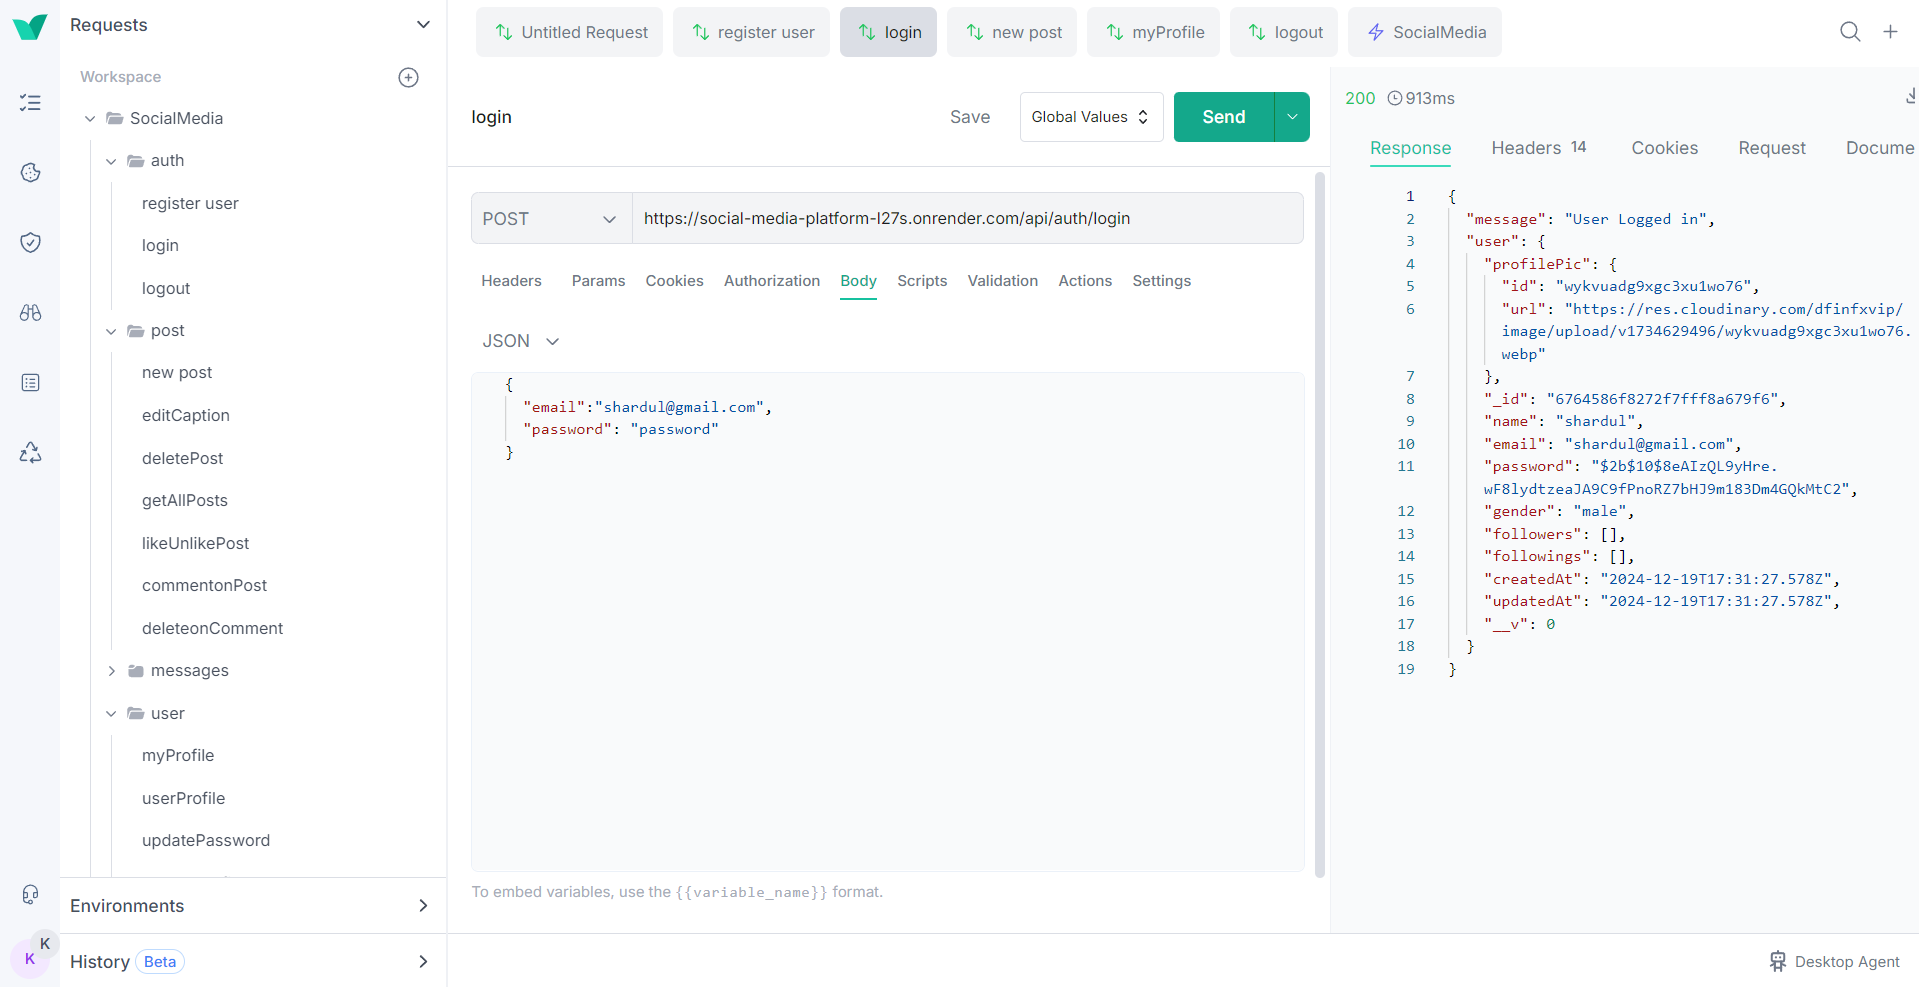 Requests
Workspace
SocialMedia
auth
register user
login
logout
post
new post
editCaption
deletePost
getAllPosts
likeUnlikePost
commentonPost
deleteonComment
messages
user
myProfile
userProfile
updatePassword
Environments
History Beta
K
K
Untitled Request
register user
login
new post
myProfile
logout
SocialMedia
login
Save
Global Values
Send
POST
https://social-media-platform-l27s.onrender.com/api/auth/login
Headers Params Cookies Authorization Body Scripts Validation Actions Settings
JSON
{
"email":"shardul@gmail.com",
"password": "password"
}
To embed variables, use the {{variable_name}} format.
200 913ms
Response Headers 14 Cookies Request Docume
1 {
2 "message": "User Logged in",
3 "user": {
4 "profilePic": {
5 "id": "wykvuadg9xgc3xu1wo76",
6 "url": "https://res.cloudinary.com/dfinfxvip/
image/upload/v1734629496/wykvuadg9xgc3xu1wo76.
webp"
7 },
8 "_id": "6764586f8272f7fff8a679f6",
9 "name": "shardul",
10 "email": "shardul@gmail.com",
11 "password": "$2b$10$8eAIzQL9yHre.
wF8lydtzeaJA9C9fPnoRZ7bHJ9m183Dm4GQkMtC2",
12 "gender": "male",
13 "followers": [],
14 "followings": [],
15 "createdAt": "2024-12-19T17:31:27.578Z",
16 "updatedAt": "2024-12-19T17:31:27.578Z",
17 "__v": 0
18 }
19 }
Desktop Agent